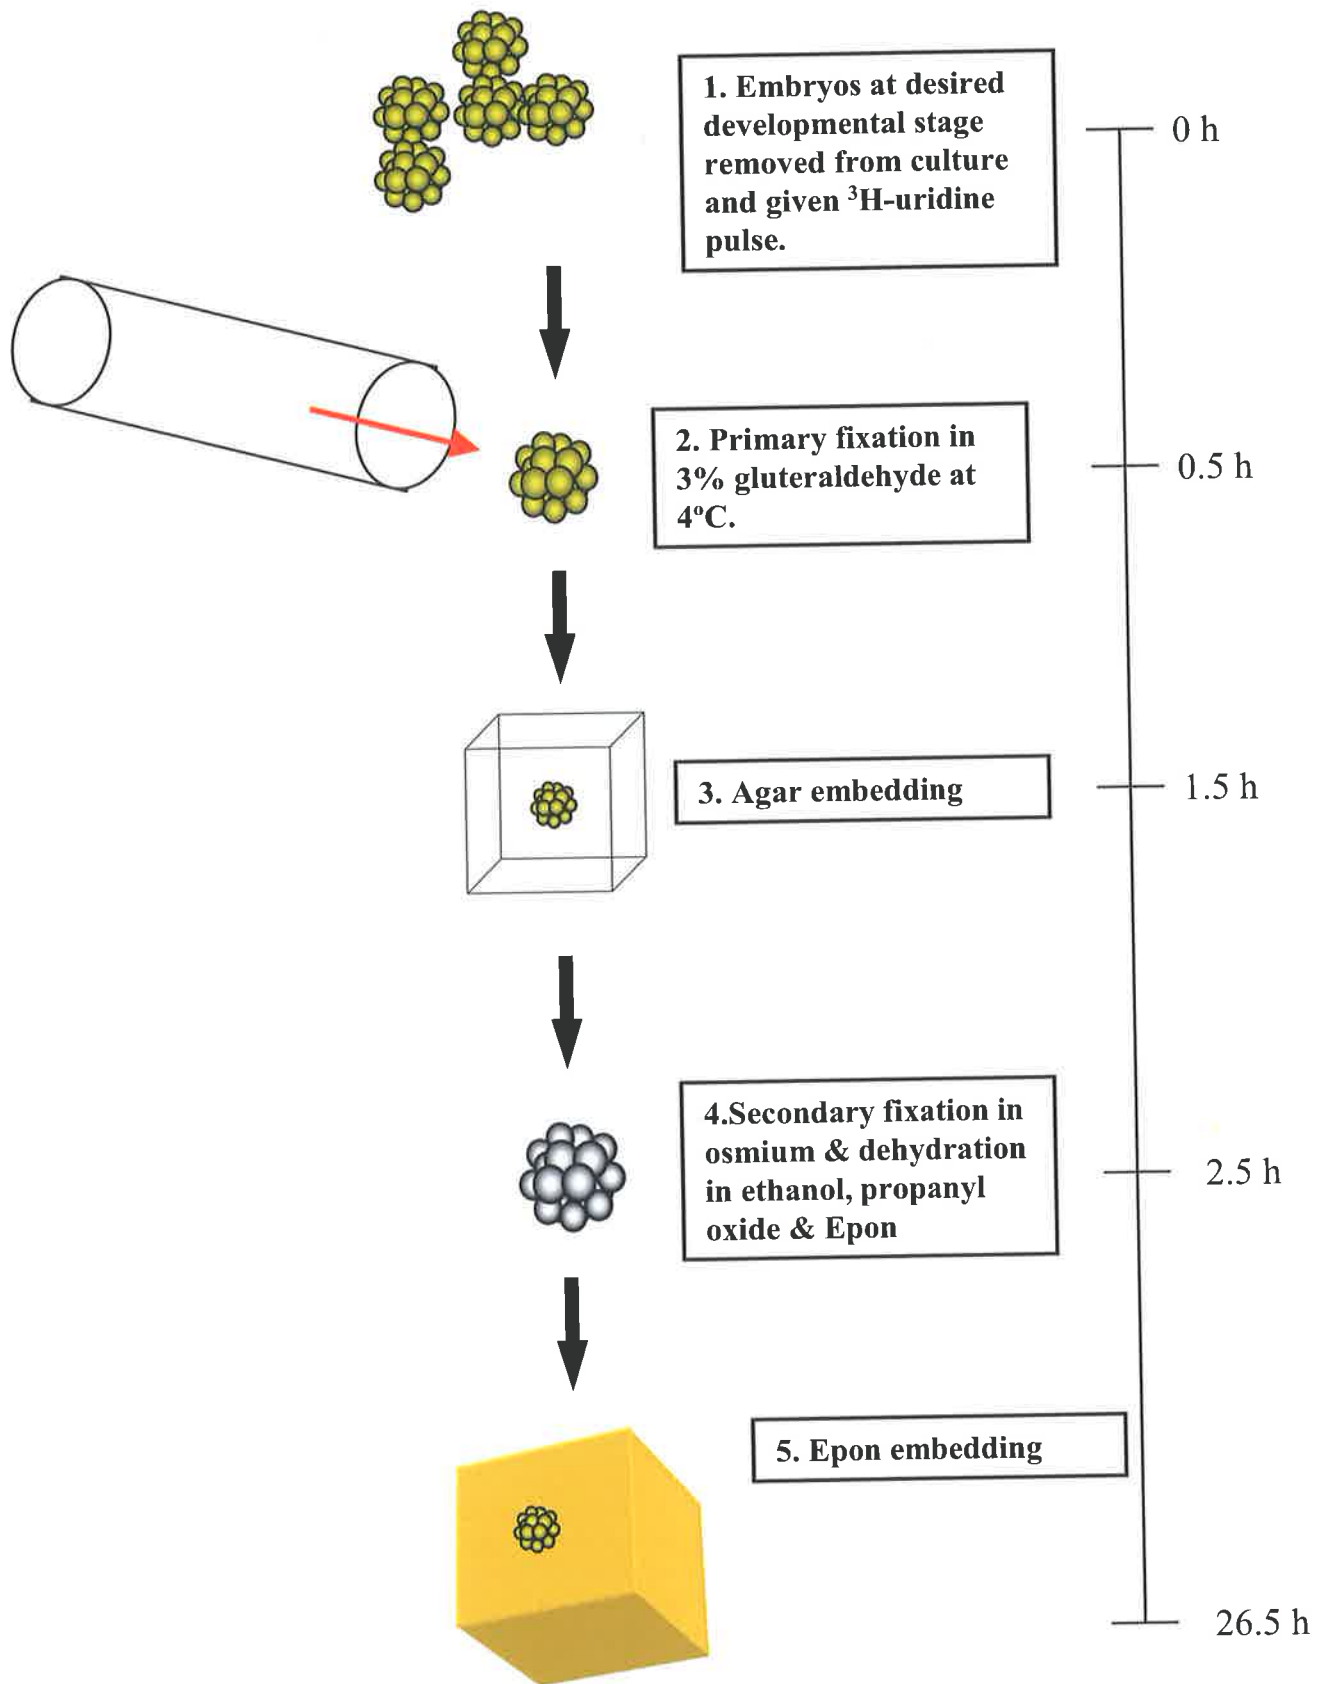 1. Embryos at desired
developmental stage
removed from culture
and given ³H-uridine
pulse.
0 h
2. Primary fixation in
3% gluteraldehyde at
4ºC.
0.5 h
3. Agar embedding
1.5 h
4.Secondary fixation in
osmium & dehydration
in ethanol, propanyl
oxide & Epon
2.5 h
5. Epon embedding
26.5 h